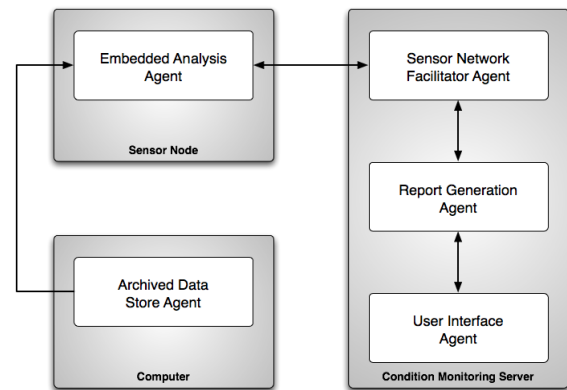 Embedded Analysis
Agent
Sensor Node
Sensor Network
Facilitator Agent
Report Generation
Agent
Archived Data
Store Agent
Computer
User Interface
Agent
Condition Monitoring Server